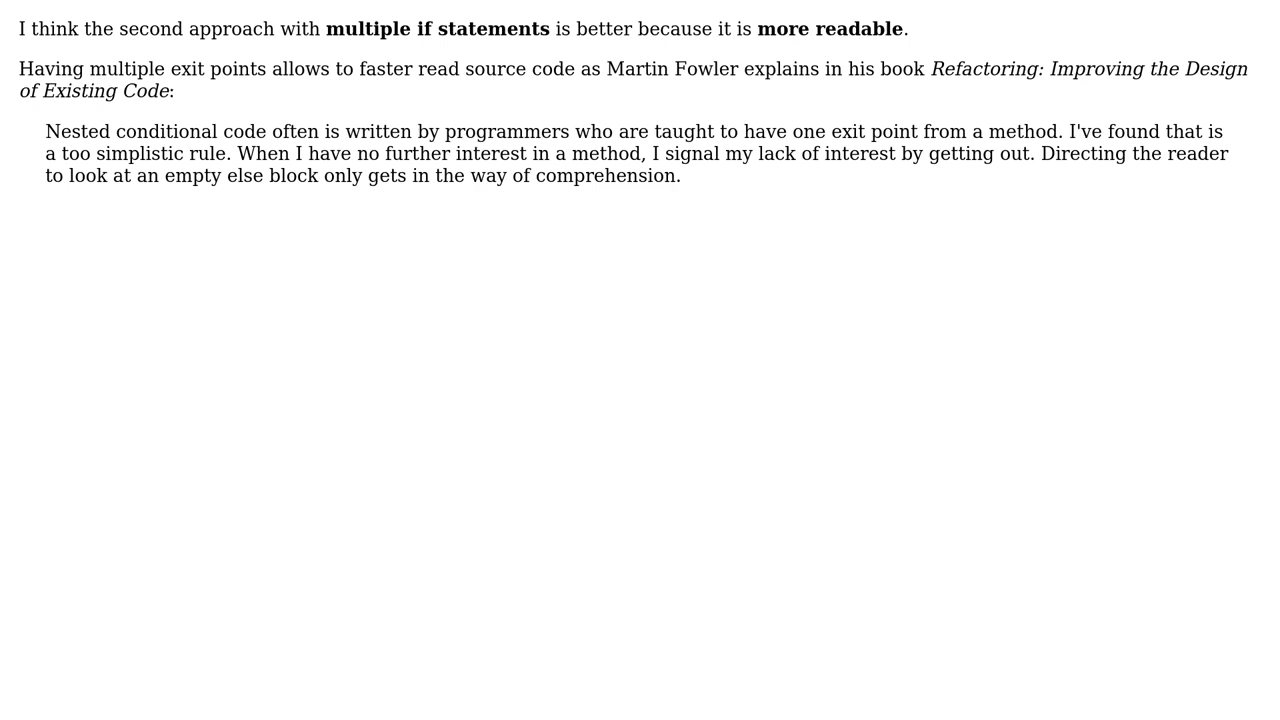 I think the second approach with multiple if statements is better because it is more readable.
Having multiple exit points allows to faster read source code as Martin Fowler explains in his book Refactoring: Improving the Design
of Existing Code:
Nested conditional code often is written by programmers who are taught to have one exit point from a method. I've found that is
a too simplistic rule. When I have no further interest in a method, I signal my lack of interest by getting out. Directing the reader
to look at an empty else block only gets in the way of comprehension.